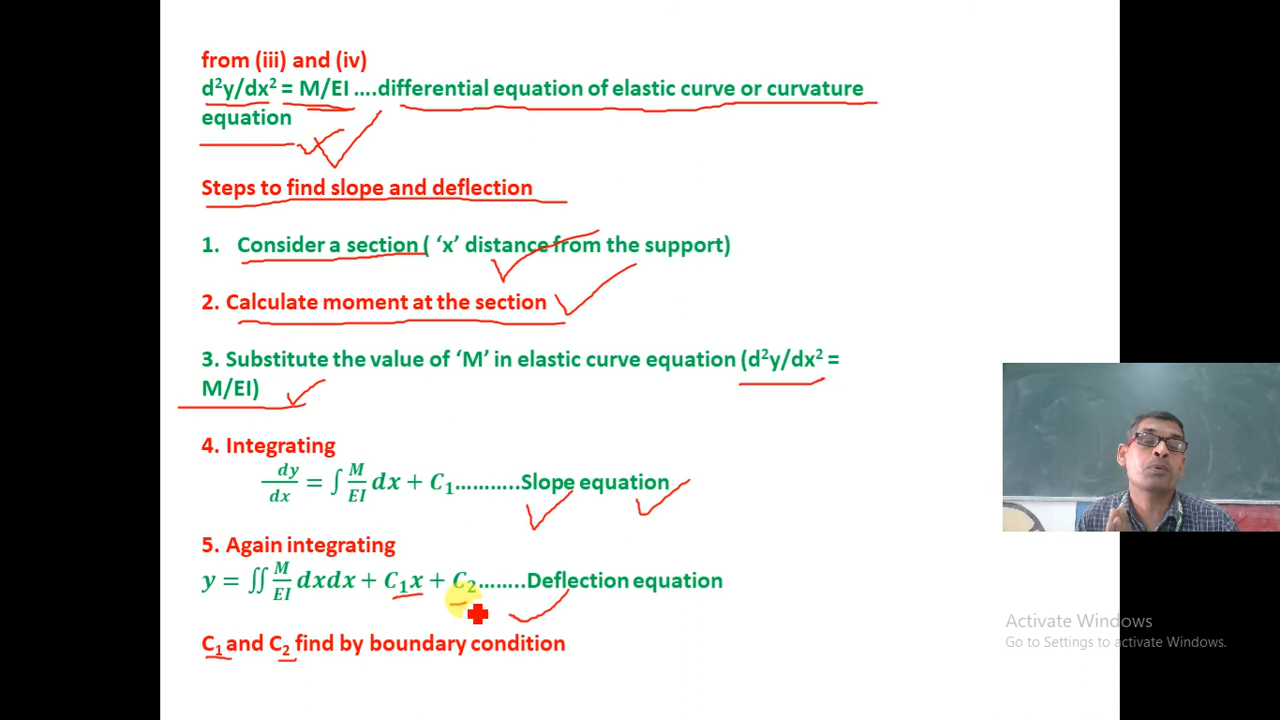 from (iii) and (iv)
d²y/dx² = M/EI ....differential equation of elastic curve or curvature
equation
Steps to find slope and deflection
1. Consider a section ( ‘x’ distance from the support)
2. Calculate moment at the section
3. Substitute the value of ‘M’ in elastic curve equation (d²y/dx² =
M/EI)
4. Integrating
dy/dx = ∫ M/EI dx + C₁...........Slope equation
5. Again integrating
y = ∬ M/EI dxdx + C₁x + C₂........Deflection equation
C₁ and C₂ find by boundary condition
Activate Windows
Go to Settings to activate Windows.